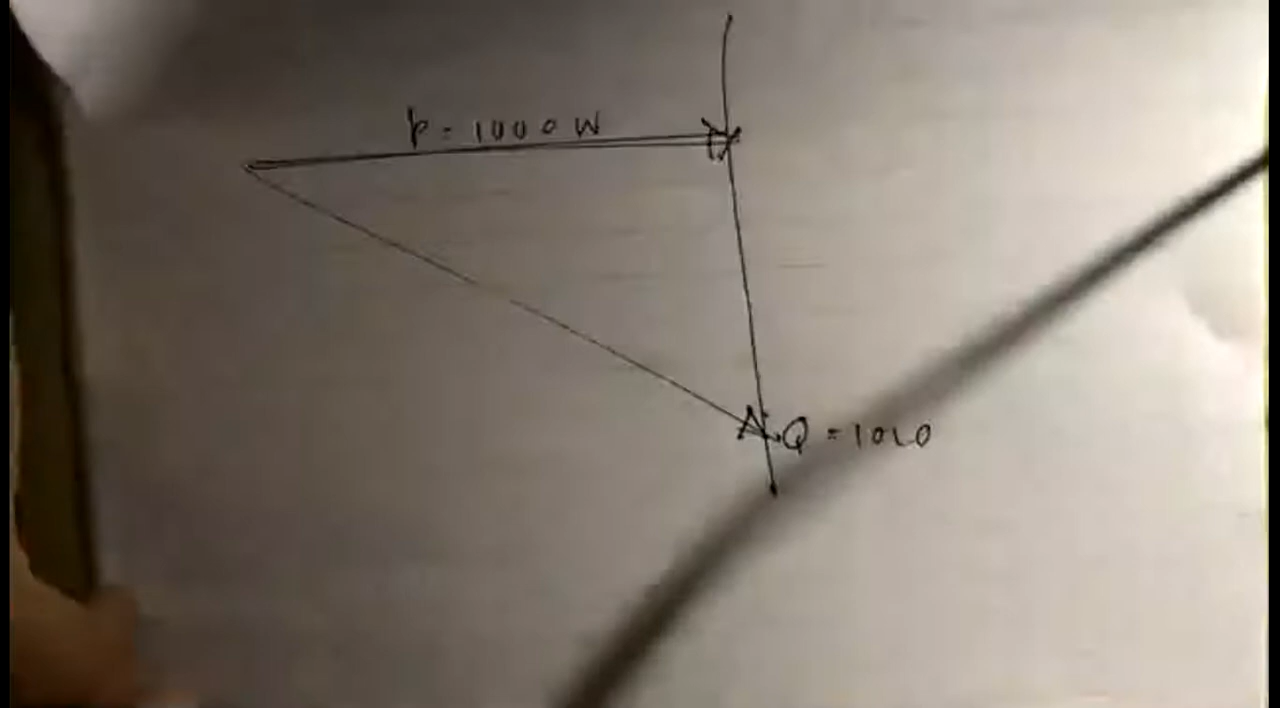 p = 1000 W
Q = 1010